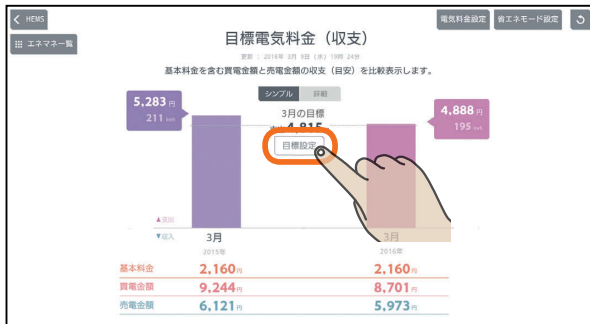 < HEMS
電気料金設定 省エネモード設定
エネマネ一覧
目標電気料金（収支）
更新 : 2016年 3月 9日（水）19時 24分
基本料金を含む買電金額と売電金額の収支（目安）を比較表示します。
シンプル 詳細
5,283 円
211 kWh
3月の目標
4,815
目標設定
4,888 円
195 kWh
▲支出
▼収入
3月 3月
2015年 2016年
基本料金 2,160円 2,160円
買電金額 9,244円 8,701円
売電金額 6,121円 5,973円